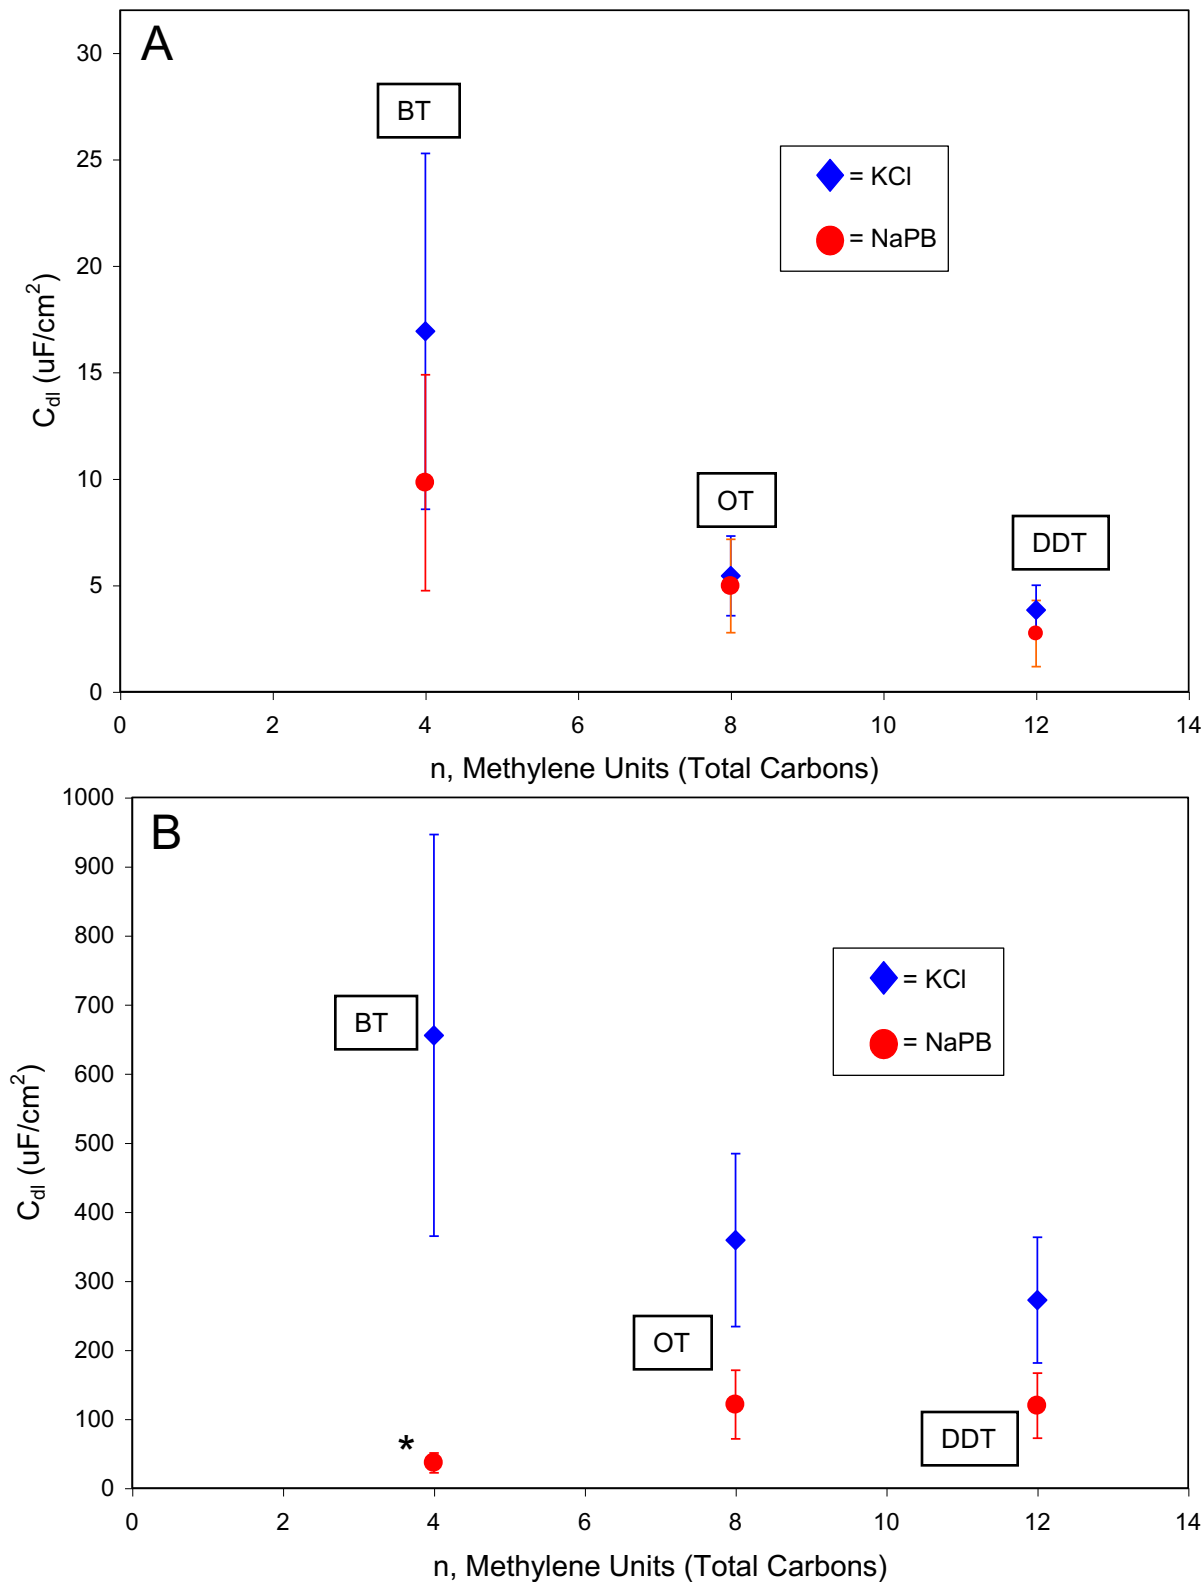 A
30
BT
25
= KCl
= NaPB
20
15
10
OT
DDT
5
0
0 2 4 6 8 10 12 14
C_dl (uF/cm²)
n, Methylene Units (Total Carbons)
B
1000
900
800
= KCl
700
BT
= NaPB
600
500
400
300
OT
200
100
*
DDT
0
0 2 4 6 8 10 12 14
C_dl (uF/cm²)
n, Methylene Units (Total Carbons)